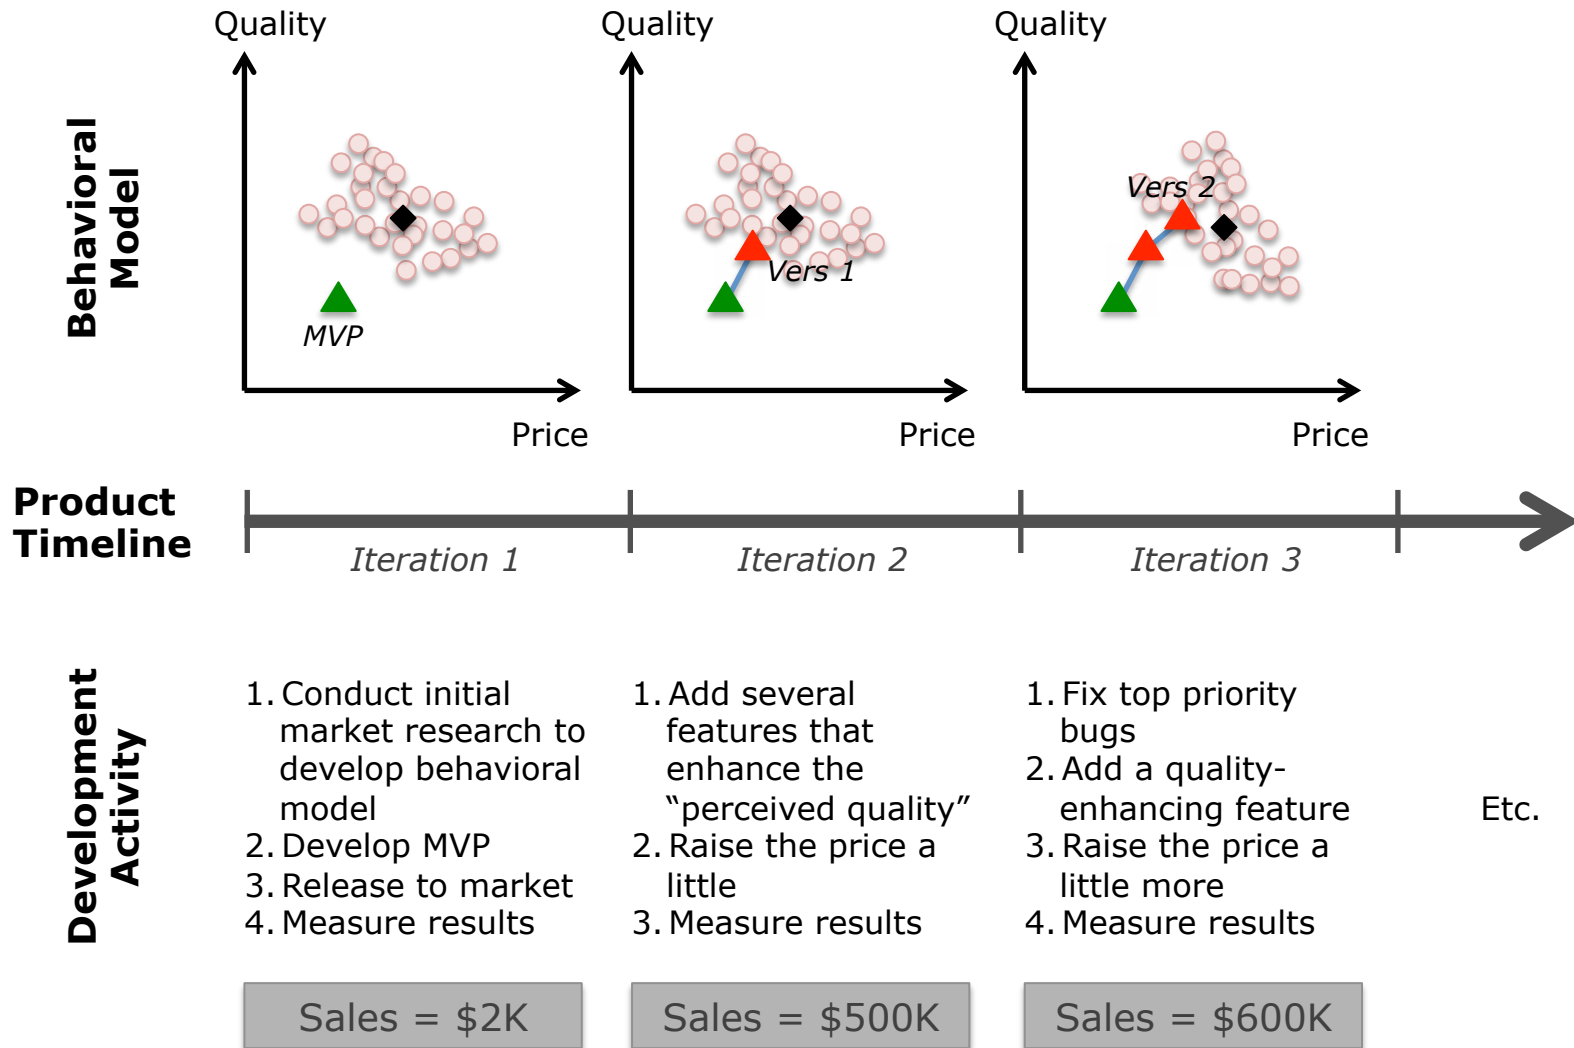 Quality
Quality
Quality
Behavioral
Model
MVP
Vers 1
Vers 2
Price
Price
Price
Product
Timeline
Iteration 1
Iteration 2
Iteration 3
Development
Activity
1. Conduct initial
market research to
develop behavioral
model
2. Develop MVP
3. Release to market
4. Measure results
1. Add several
features that
enhance the
“perceived quality”
2. Raise the price a
little
3. Measure results
1. Fix top priority
bugs
2. Add a quality-
enhancing feature
3. Raise the price a
little more
4. Measure results
Etc.
Sales = $2K
Sales = $500K
Sales = $600K